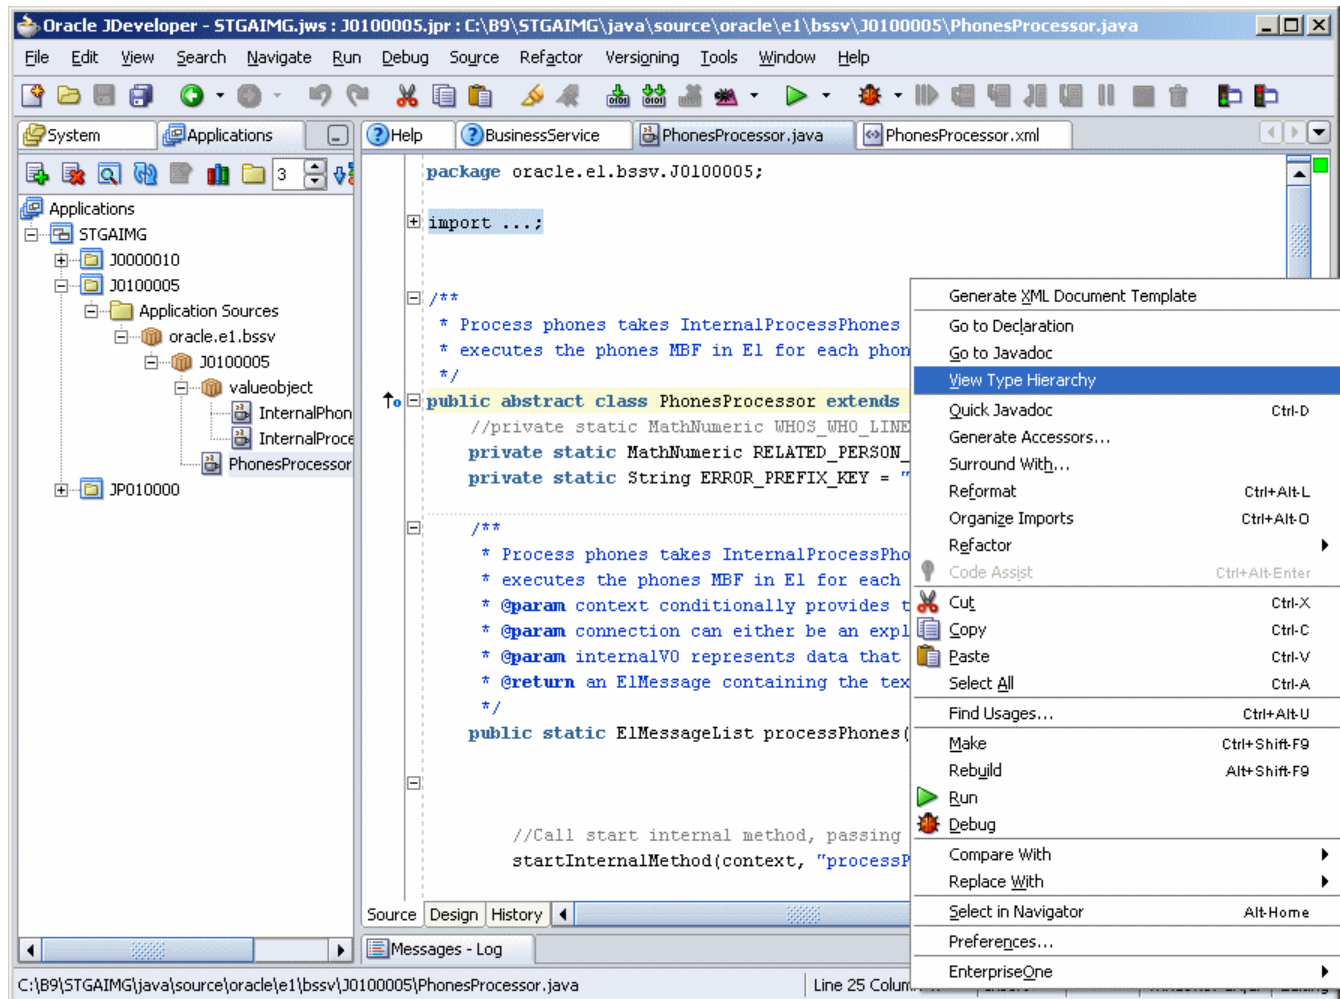 Oracle JDeveloper - STGAIMG.jws : J0100005.jpr : C:\B9\STGAIMG\java\source\oracle\e1\bssv\J0100005\PhonesProcessor.java
File Edit View Search Navigate Run Debug Source Refactor Versioning Tools Window Help
System Applications
3
Applications
STGAIMG
J0000010
J0100005
Application Sources
oracle.e1.bssv
J0100005
valueobject
InternalPhon
InternalProce
PhonesProcessor
JP010000
Help BusinessService PhonesProcessor.java PhonesProcessor.xml
package oracle.e1.bssv.J0100005;
import ...;
/**
* Process phones takes InternalProcessPhones
* executes the phones MBF in E1 for each phon
*/
public abstract class PhonesProcessor extends
//private static MathNumeric WHOS_WHO_LINE
private static MathNumeric RELATED_PERSON_
private static String ERROR_PREFIX_KEY = "
/**
* Process phones takes InternalProcessPho
* executes the phones MBF in E1 for each
* @param context conditionally provides t
* @param connection can either be an expl
* @param internalVO represents data that
* @return an E1Message containing the tex
*/
public static E1MessageList processPhones(
//Call start internal method, passing
startInternalMethod(context, "processP
Generate XML Document Template
Go to Declaration
Go to Javadoc
View Type Hierarchy
Quick Javadoc Ctrl-D
Generate Accessors...
Surround With...
Reformat Ctrl+Alt-L
Organize Imports Ctrl+Alt-O
Refactor
Code Assist Ctrl+Alt-Enter
Cut Ctrl-X
Copy Ctrl-C
Paste Ctrl-V
Select All Ctrl-A
Find Usages... Ctrl+Alt-U
Make Ctrl+Shift-F9
Rebuild Alt+Shift-F9
Run
Debug
Compare With
Replace With
Select in Navigator Alt-Home
Preferences...
EnterpriseOne
Source Design History
Messages - Log
C:\B9\STGAIMG\java\source\oracle\e1\bssv\J0100005\PhonesProcessor.java
Line 25 Colum